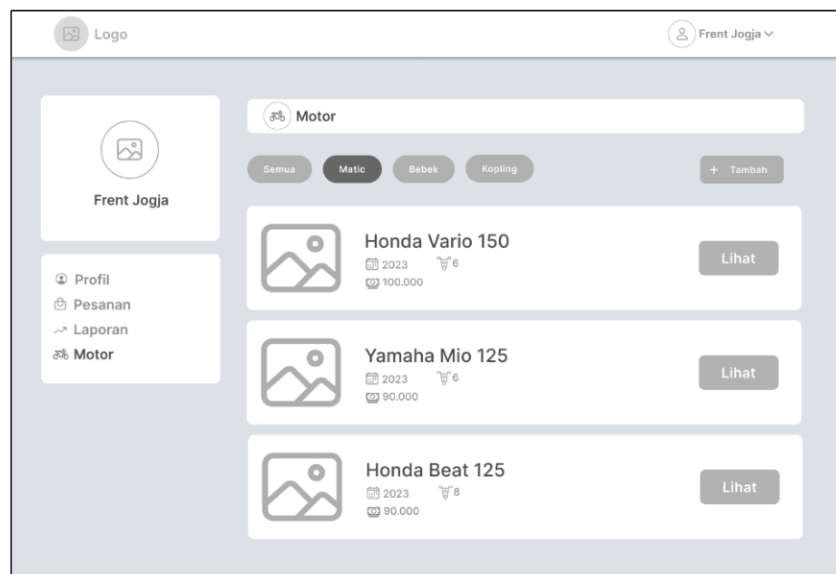 Logo
Frent Jogja
Frent Jogja
Profil
Pesanan
Laporan
Motor
Motor
Semua Matic Bebek Kopling + Tambah
Honda Vario 150
2023 6
100.000
Lihat
Yamaha Mio 125
2023 6
90.000
Lihat
Honda Beat 125
2023 8
90.000
Lihat